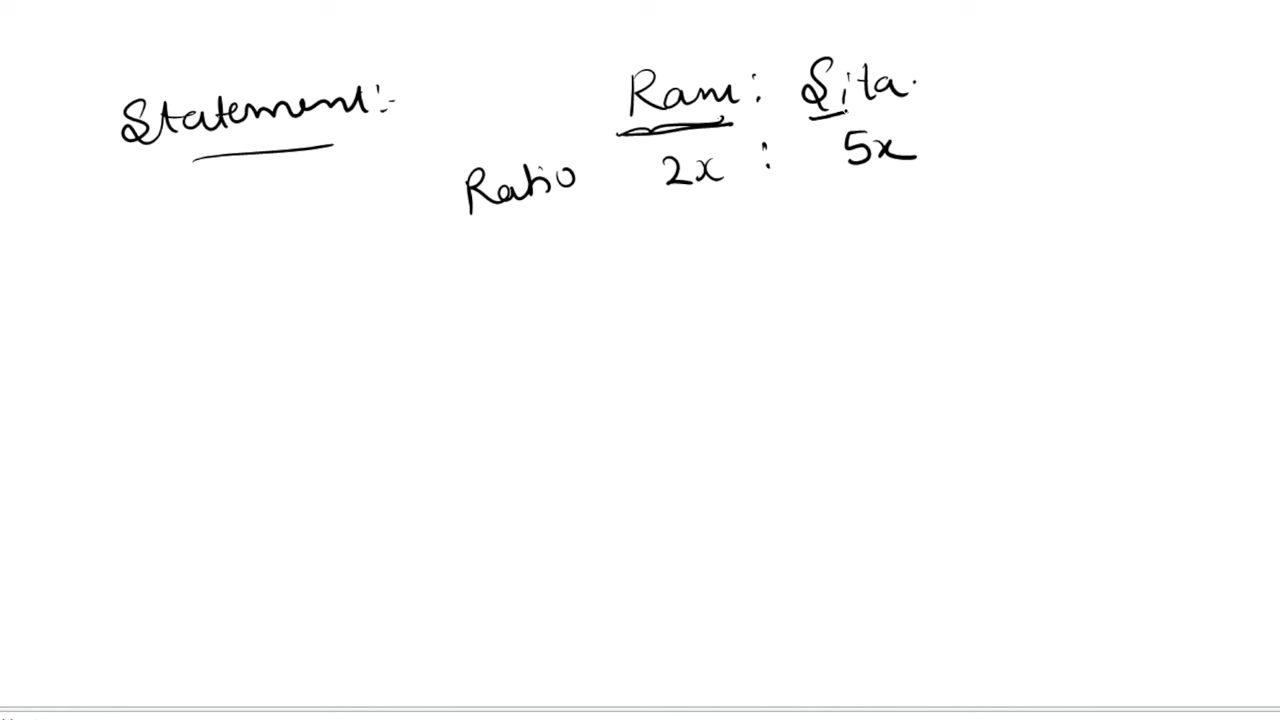 Statement:-
Ram : Sita.
Ratio 2x : 5x